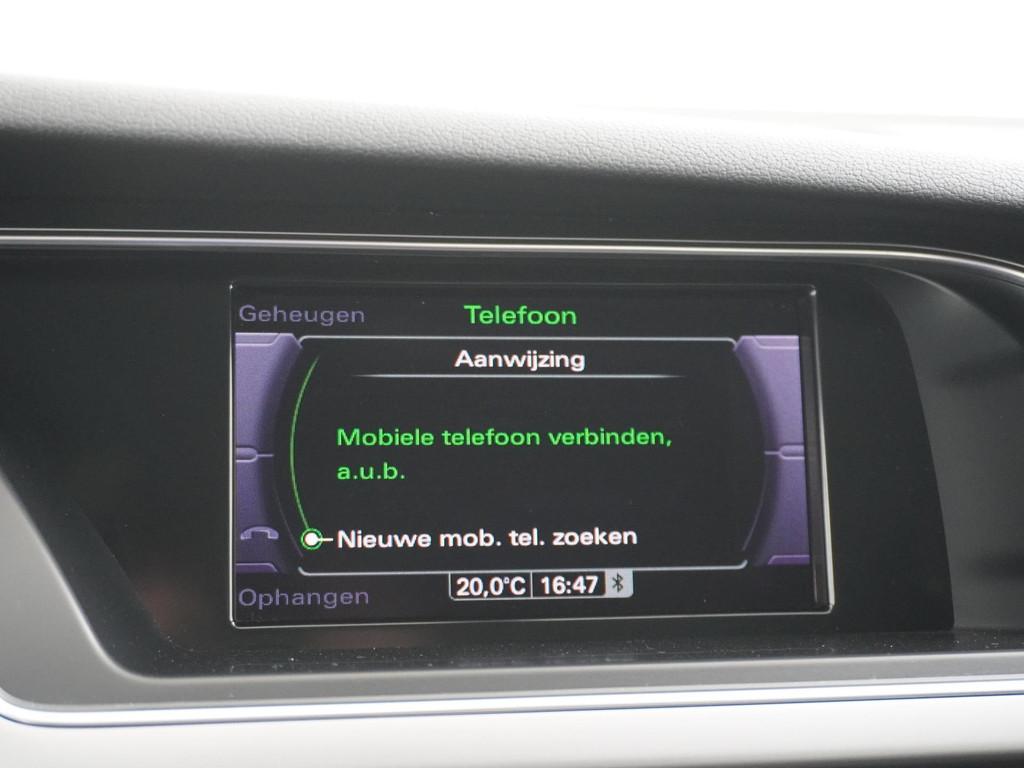 Geheugen
Telefoon
Aanwijzing
Mobiele telefoon verbinden,
a.u.b.
Nieuwe mob. tel. zoeken
Ophangen
20,0°C 16:47